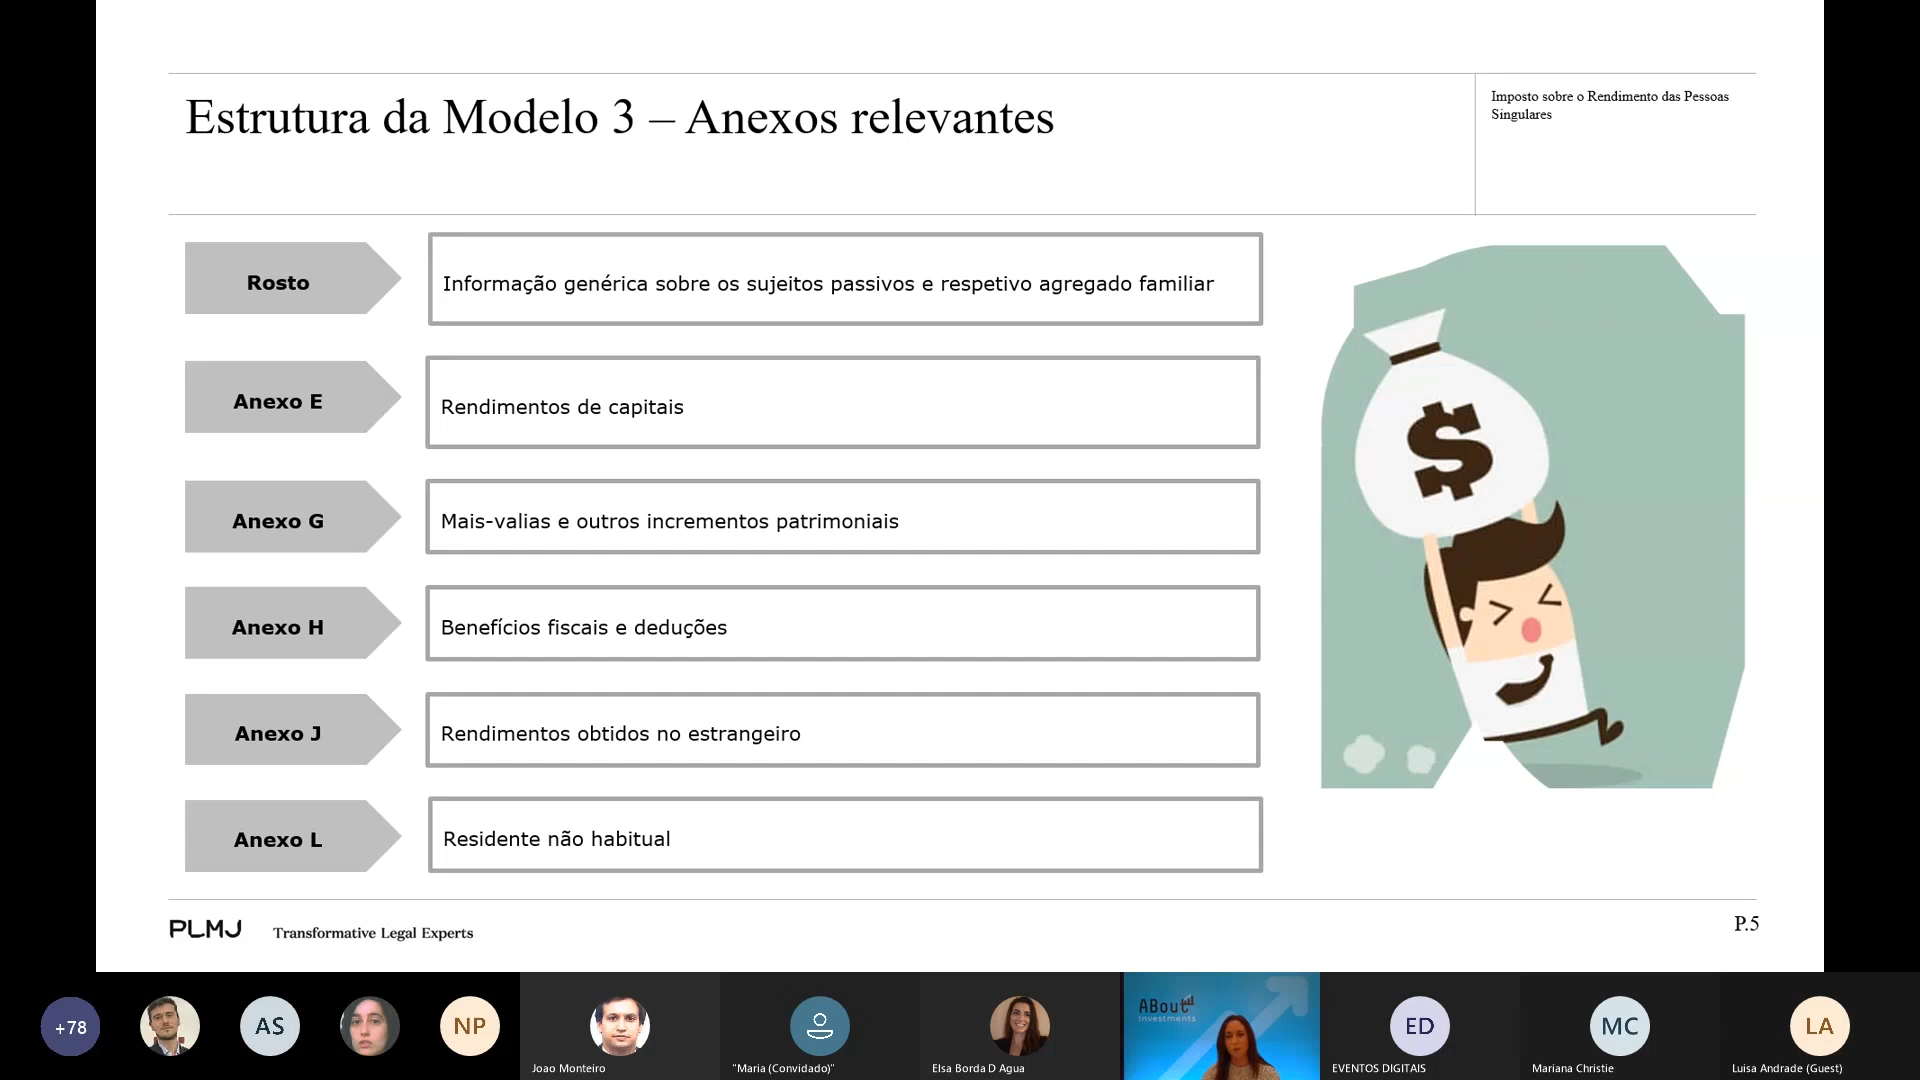 Estrutura da Modelo 3 – Anexos relevantes
Imposto sobre o Rendimento das Pessoas
Singulares
Rosto
Informação genérica sobre os sujeitos passivos e respetivo agregado familiar
Anexo E
Rendimentos de capitais
Anexo G
Mais-valias e outros incrementos patrimoniais
Anexo H
Benefícios fiscais e deduções
Anexo J
Rendimentos obtidos no estrangeiro
Anexo L
Residente não habitual
$
PLMJ
Transformative Legal Experts
P.5
+78
AS
NP
Joao Monteiro
"Maria (Convidado)"
Elsa Borda D Agua
ABout
Investments
ED
EVENTOS DIGITAIS
MC
Mariana Christie
LA
Luisa Andrade (Guest)